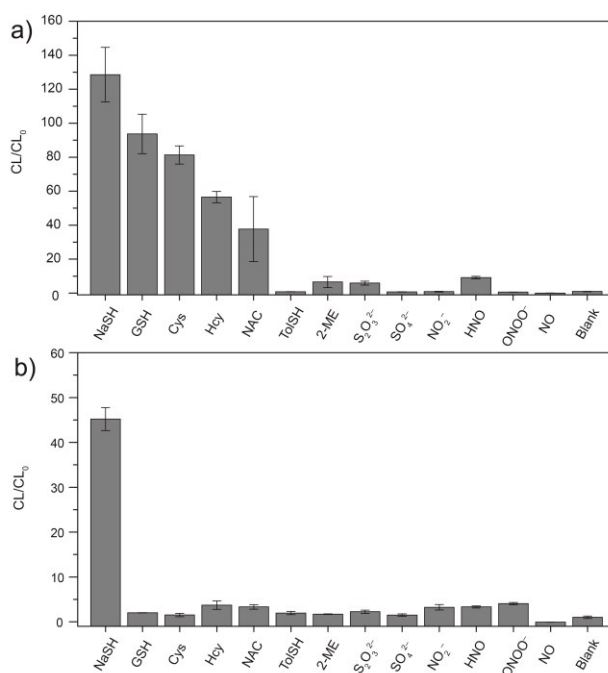 a)
160
140
120
100
80
60
40
20
0
CL/CL₀
NaSH GSH Cys Hcy NAC TolSH 2-ME S₂O₃²⁻ SO₄²⁻ NO₂⁻ HNO ONOO⁻ NO Blank
b)
60
50
40
30
20
10
0
CL/CL₀
NaSH GSH Cys Hcy NAC TolSH 2-ME S₂O₃²⁻ SO₄²⁻ NO₂⁻ HNO ONOO⁻ NO Blank